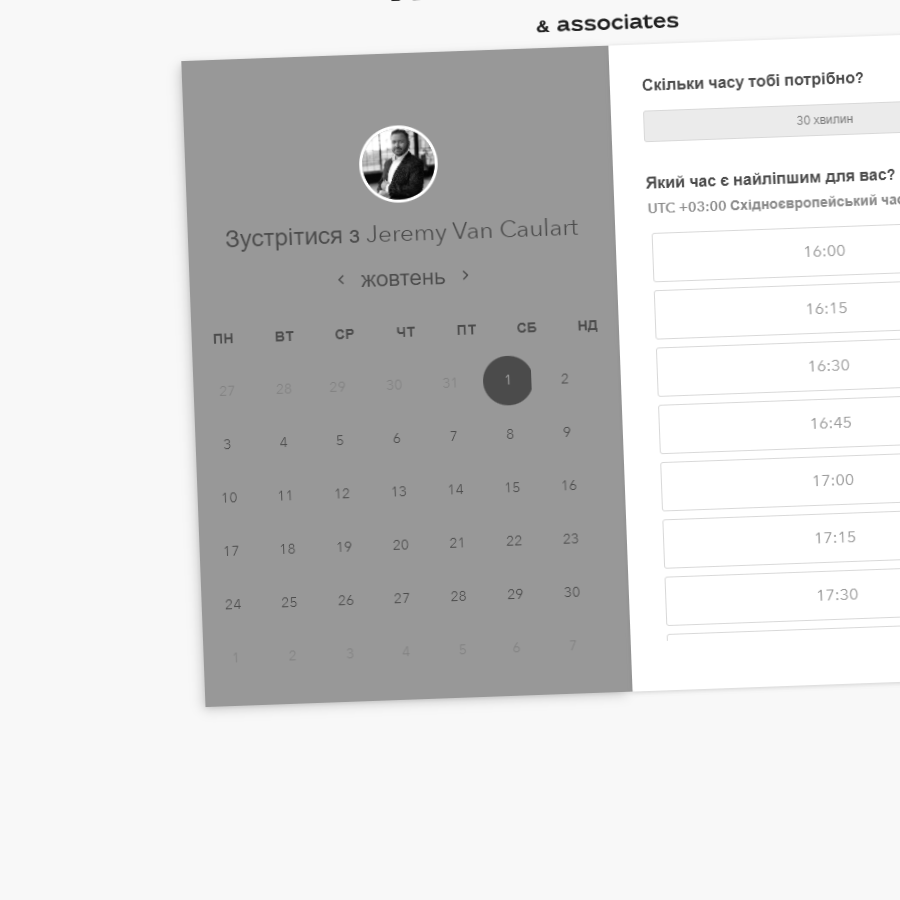 & associates
Зустрітися з Jeremy Van Caulart
‹ жовтень ›
ПН ВТ СР ЧТ ПТ СБ НД
27 28 29 30 31 1 2
3 4 5 6 7 8 9
10 11 12 13 14 15 16
17 18 19 20 21 22 23
24 25 26 27 28 29 30
1 2 3 4 5 6 7
Скільки часу тобі потрібно?
30 хвилин
Який час є найліпшим для вас?
UTC +03:00 Східноєвропейський
16:00
16:15
16:30
16:45
17:00
17:15
17:30